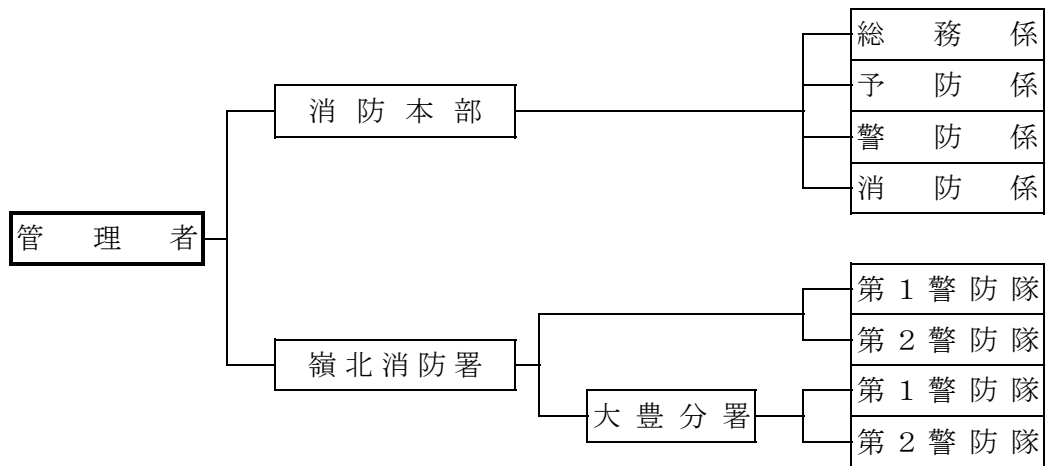 総務係
予防係
警防係
消防係
消防本部
管理者
嶺北消防署
大豊分署
第1警防隊
第2警防隊
第1警防隊
第2警防隊